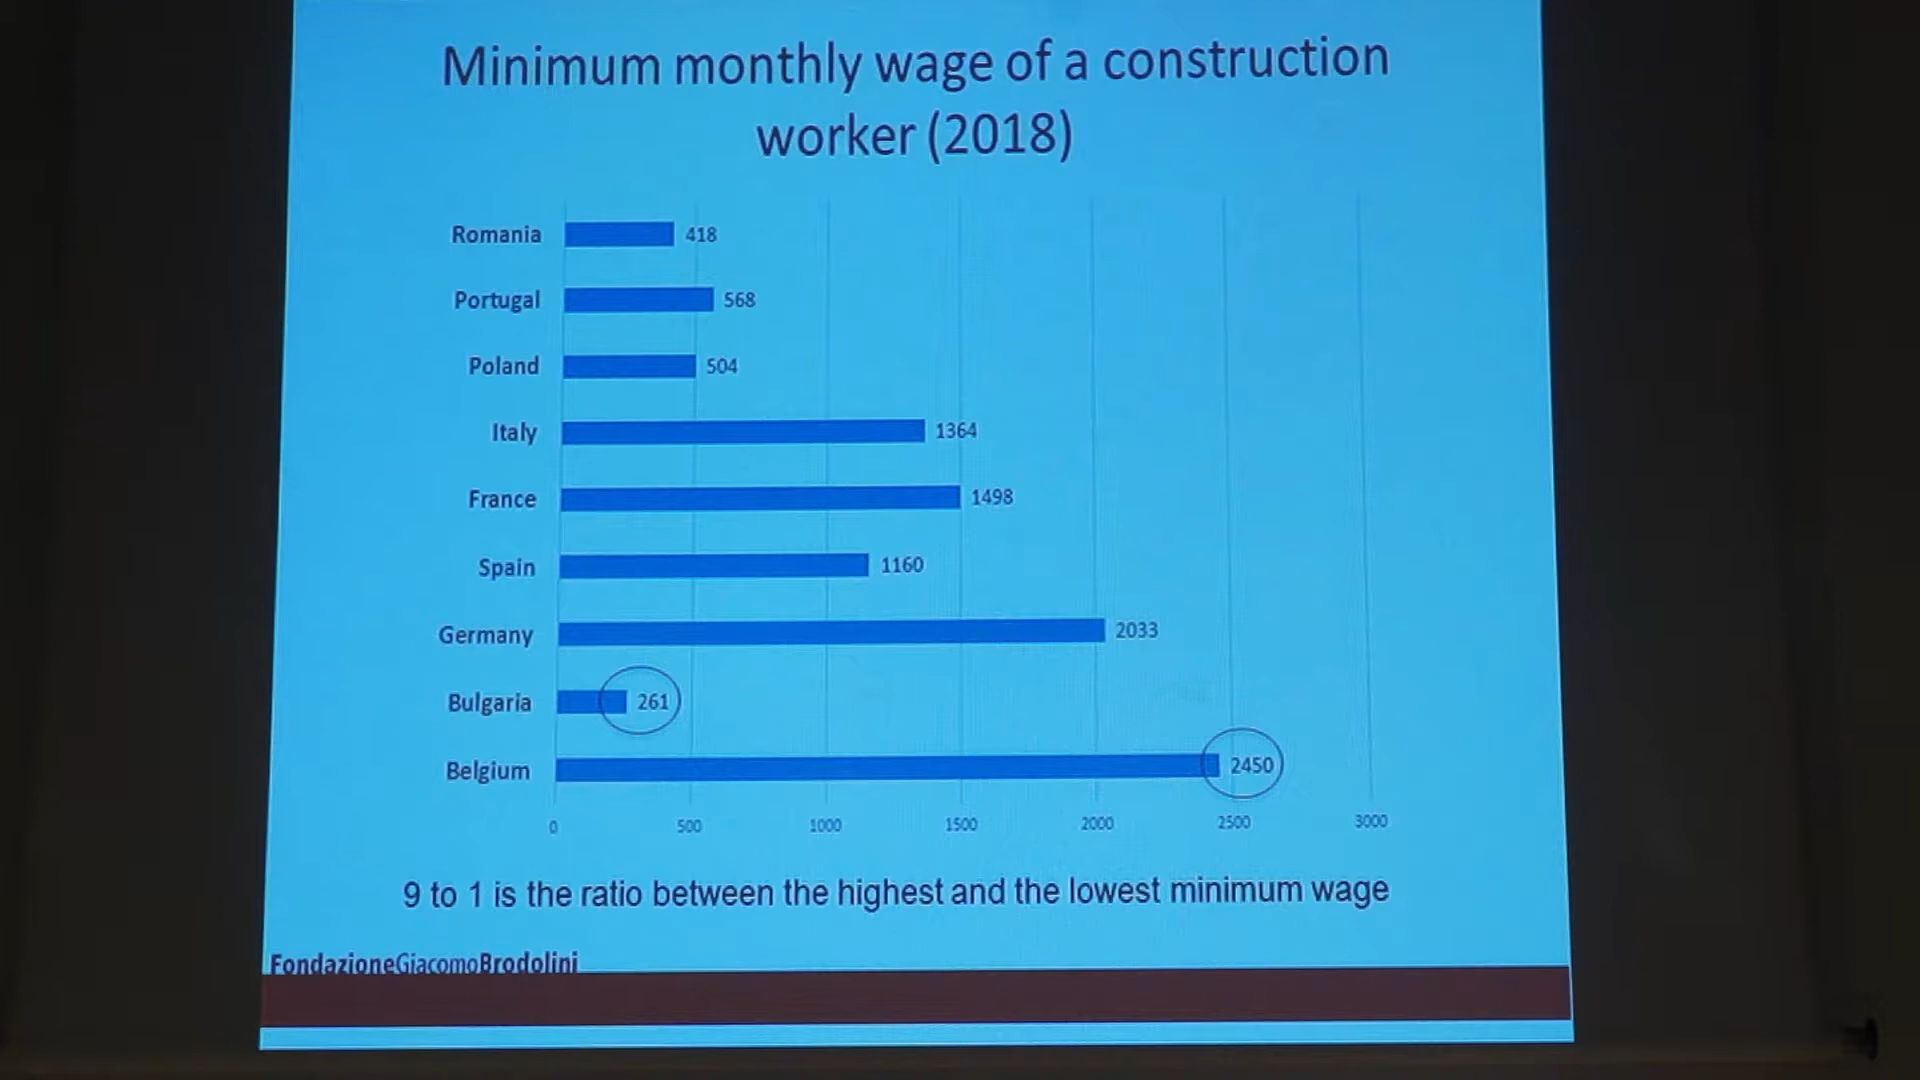 Minimum monthly wage of a construction
worker (2018)
Romania 418
Portugal 568
Poland 504
Italy 1364
France 1498
Spain 1160
Germany 2033
Bulgaria 261
Belgium 2450
0 500 1000 1500 2000 2500 3000
9 to 1 is the ratio between the highest and the lowest minimum wage
FondazioneGiacomoBrodolini